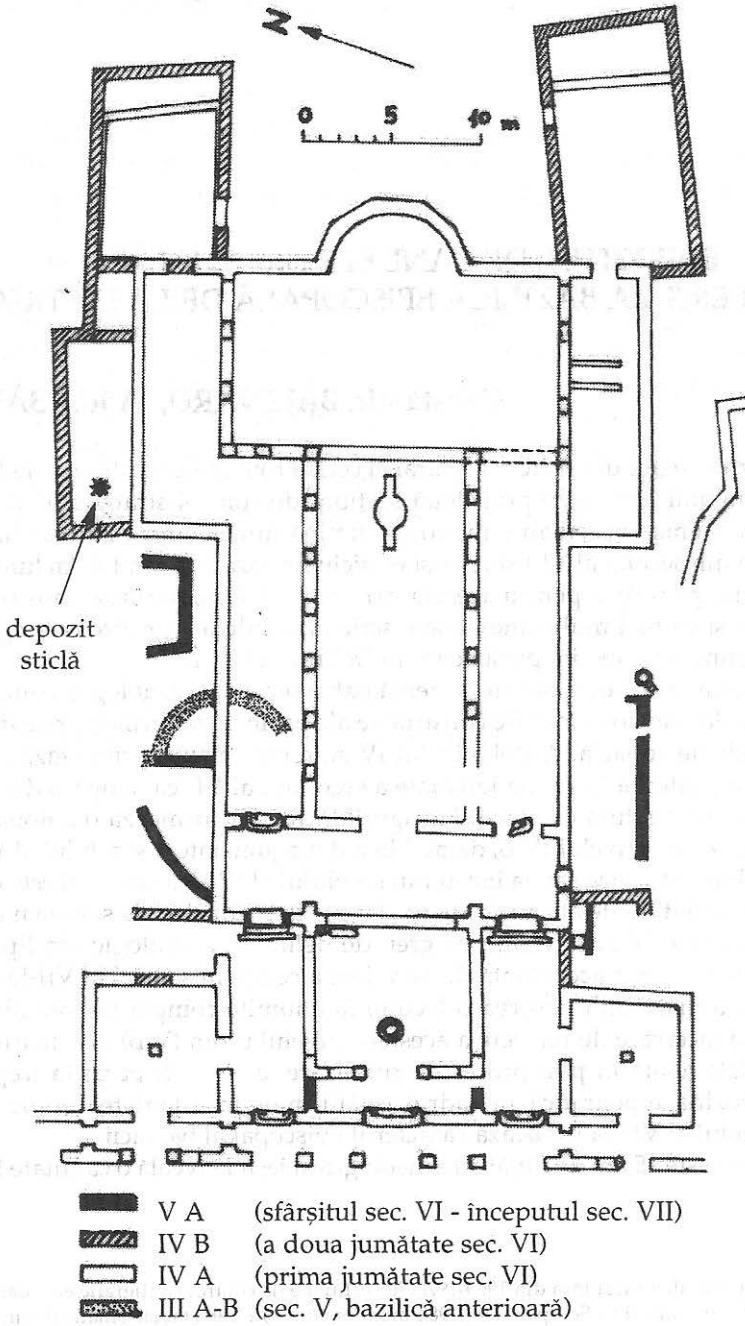 N
0 5 10 m
depozit
sticlă
V A (sfârșitul sec. VI - începutul sec. VII)
IV B (a doua jumătate sec. VI)
IV A (prima jumătate sec. VI)
III A-B (sec. V, bazilică anterioară)